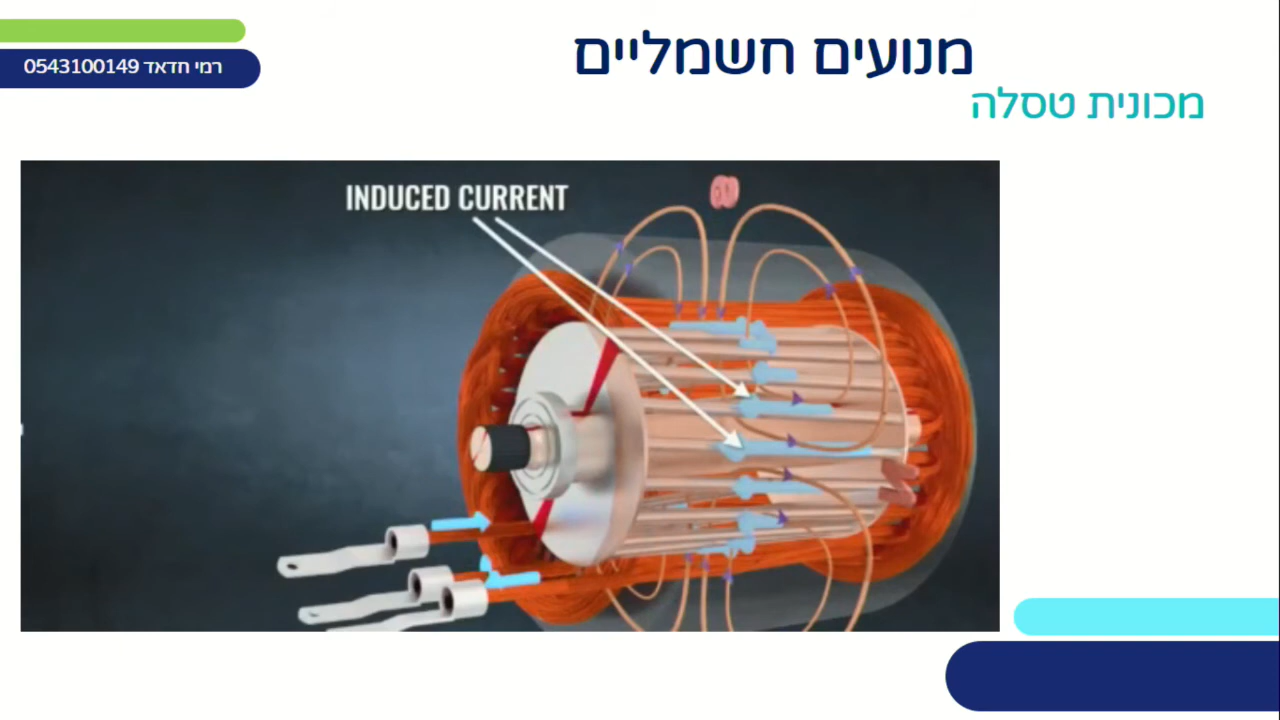 רמי חדאד 0543100149
מנועים חשמליים
מכונית טסלה
INDUCED CURRENT